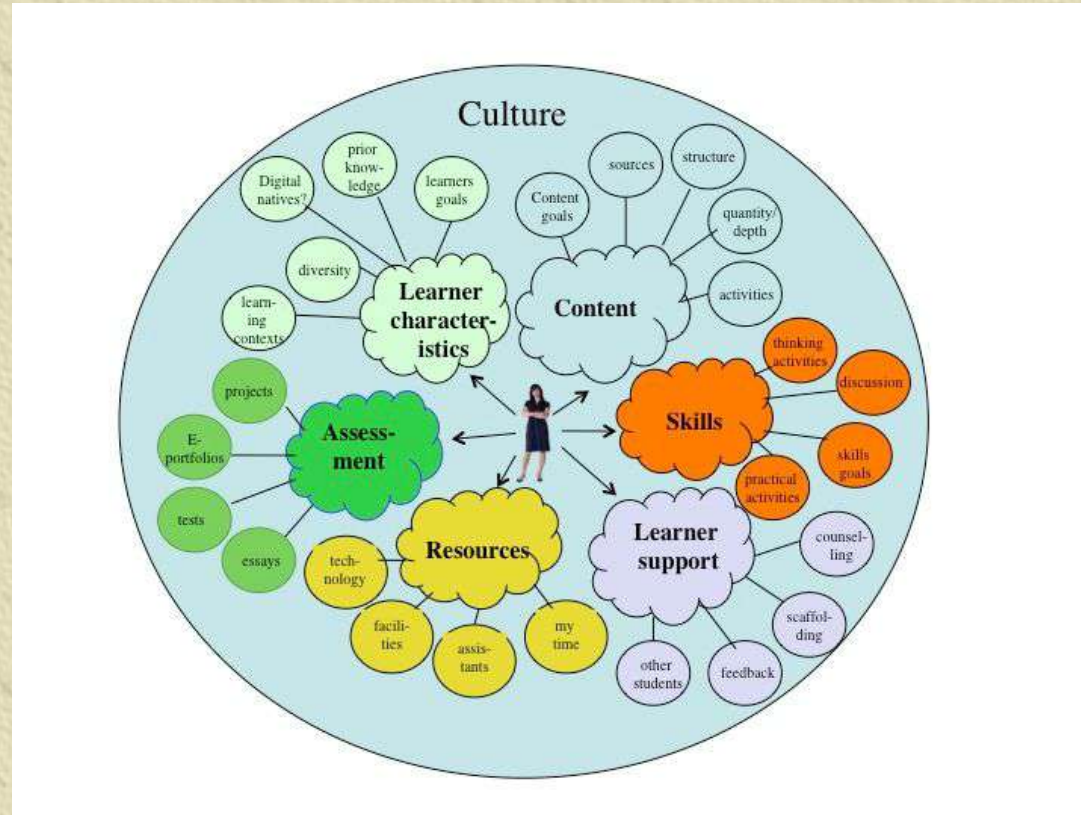 Culture
Digital
natives?
prior
know-
ledge
learners
goals
diversity
learn-
ing
contexts
Learner
character-
istics
Content
goals
sources
structure
quantity/
depth
activities
Content
thinking
activities
discussion
skills
goals
practical
activities
Skills
projects
E-
portfolios
tests
essays
Assess-
ment
Resources
tech-
nology
facili-
ties
assis-
tants
my
time
Learner
support
counsel-
ling
scaffol-
ding
feedback
other
students